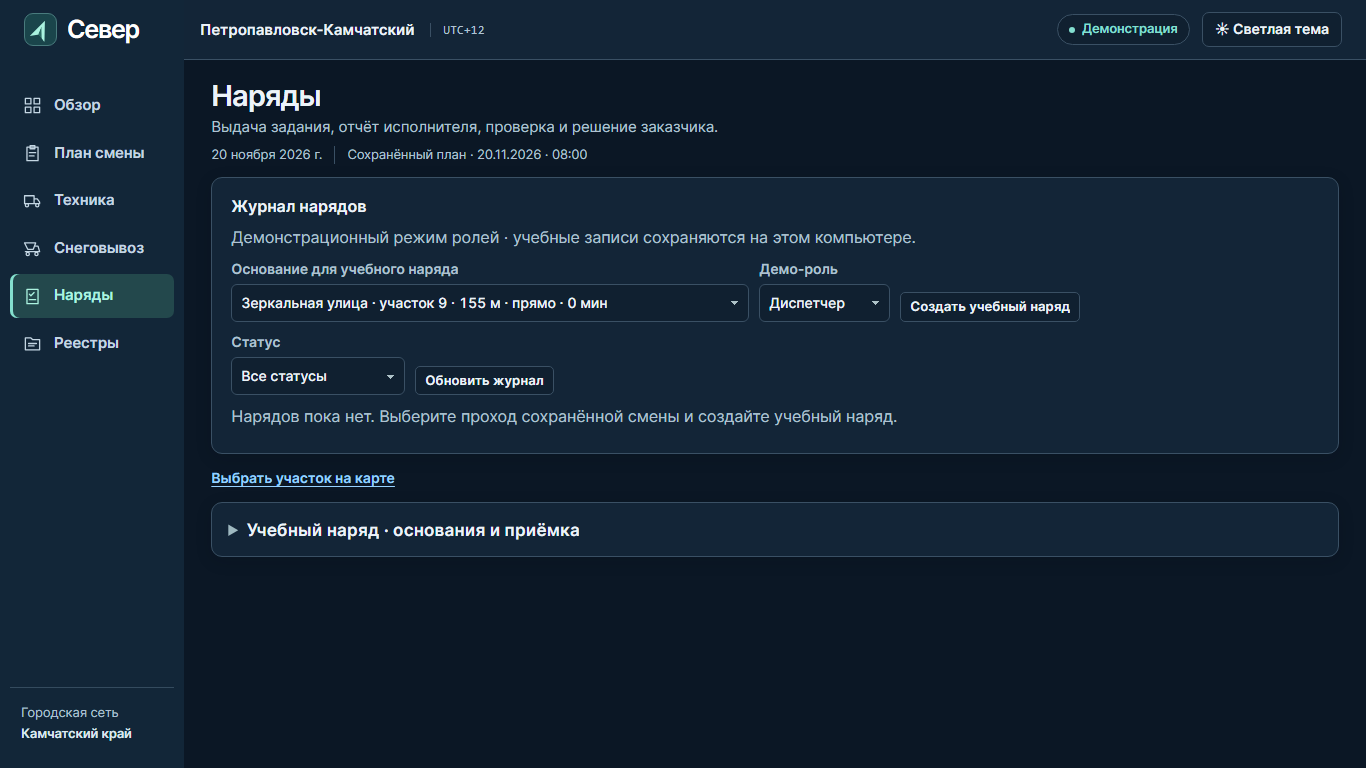 Север
Петропавловск-Камчатский
UTC+12
Демонстрация
Светлая тема
Обзор
План смены
Техника
Снеговывоз
Наряды
Реестры
Городская сеть
Камчатский край
Наряды
Выдача задания, отчёт исполнителя, проверка и решение заказчика.
20 ноября 2026 г.
Сохранённый план · 20.11.2026 · 08:00
Журнал нарядов
Демонстрационный режим ролей · учебные записи сохраняются на этом компьютере.
Основание для учебного наряда
Демо-роль
Зеркальная улица · участок 9 · 155 м · прямо · 0 мин
Диспетчер
Создать учебный наряд
Статус
Все статусы
Обновить журнал
Нарядов пока нет. Выберите проход сохранённой смены и создайте учебный наряд.
Выбрать участок на карте
Учебный наряд · основания и приёмка